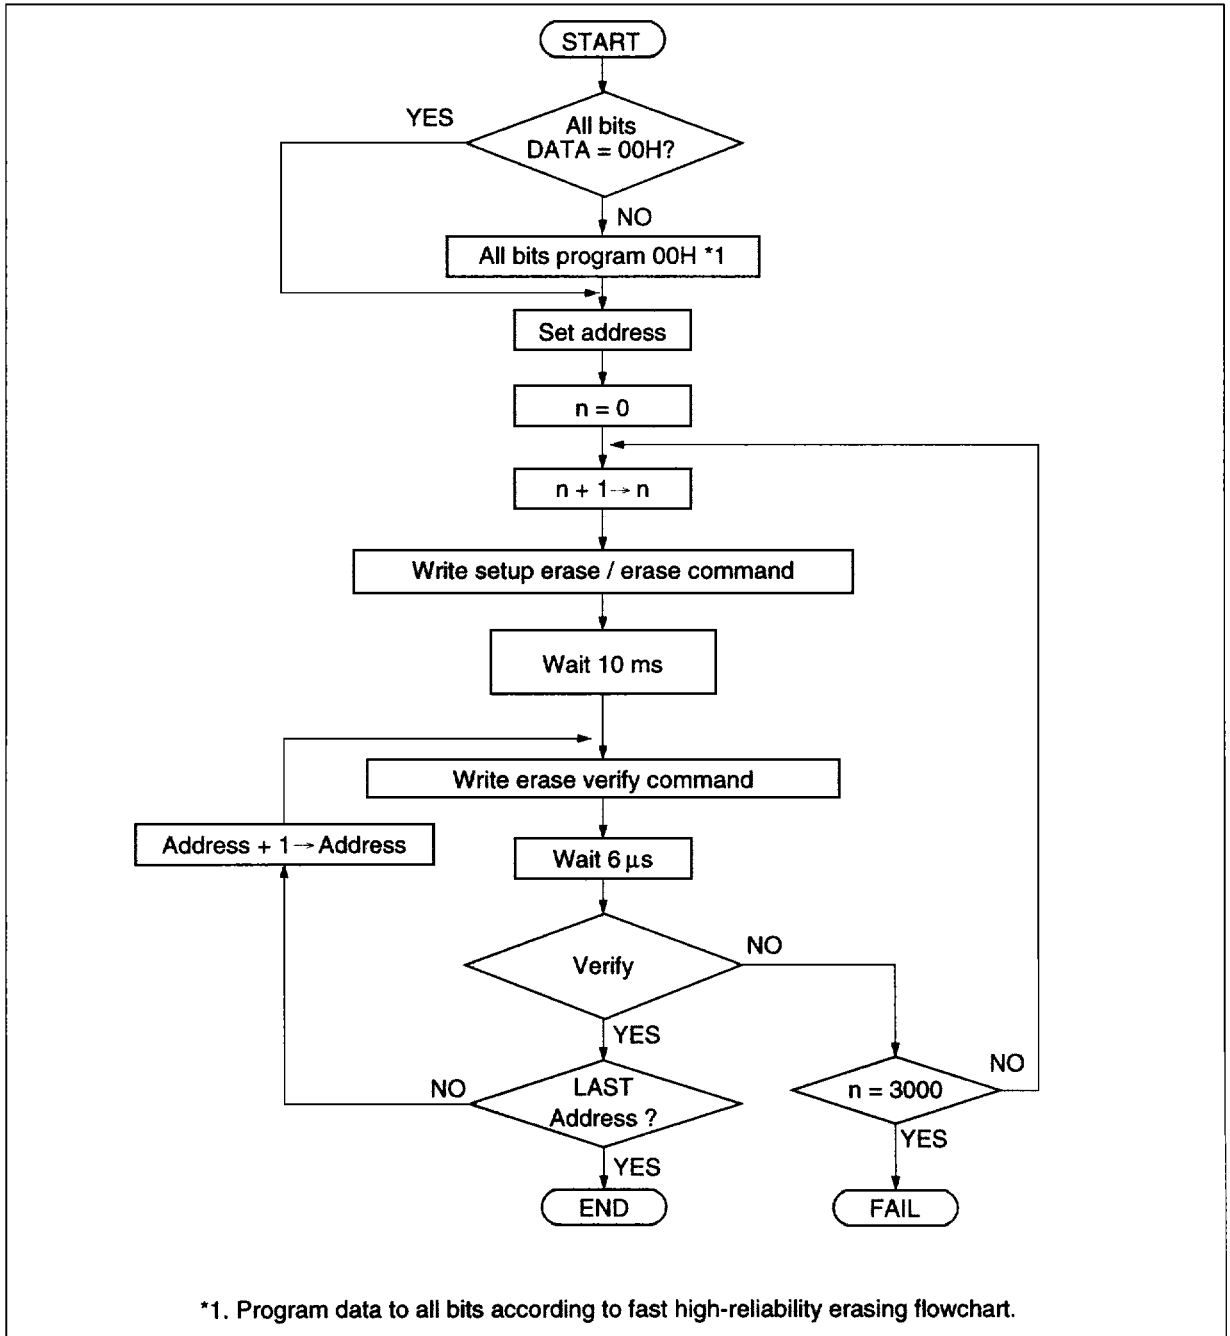 START
YES
All bits
DATA = 00H?
NO
All bits program 00H *1
Set address
n = 0
n + 1→ n
Write setup erase / erase command
Wait 10 ms
Write erase verify command
Address + 1→ Address
Wait 6 μs
Verify
NO
YES
NO
LAST
Address ?
n = 3000
NO
YES
YES
END
FAIL
*1. Program data to all bits according to fast high-reliability erasing flowchart.